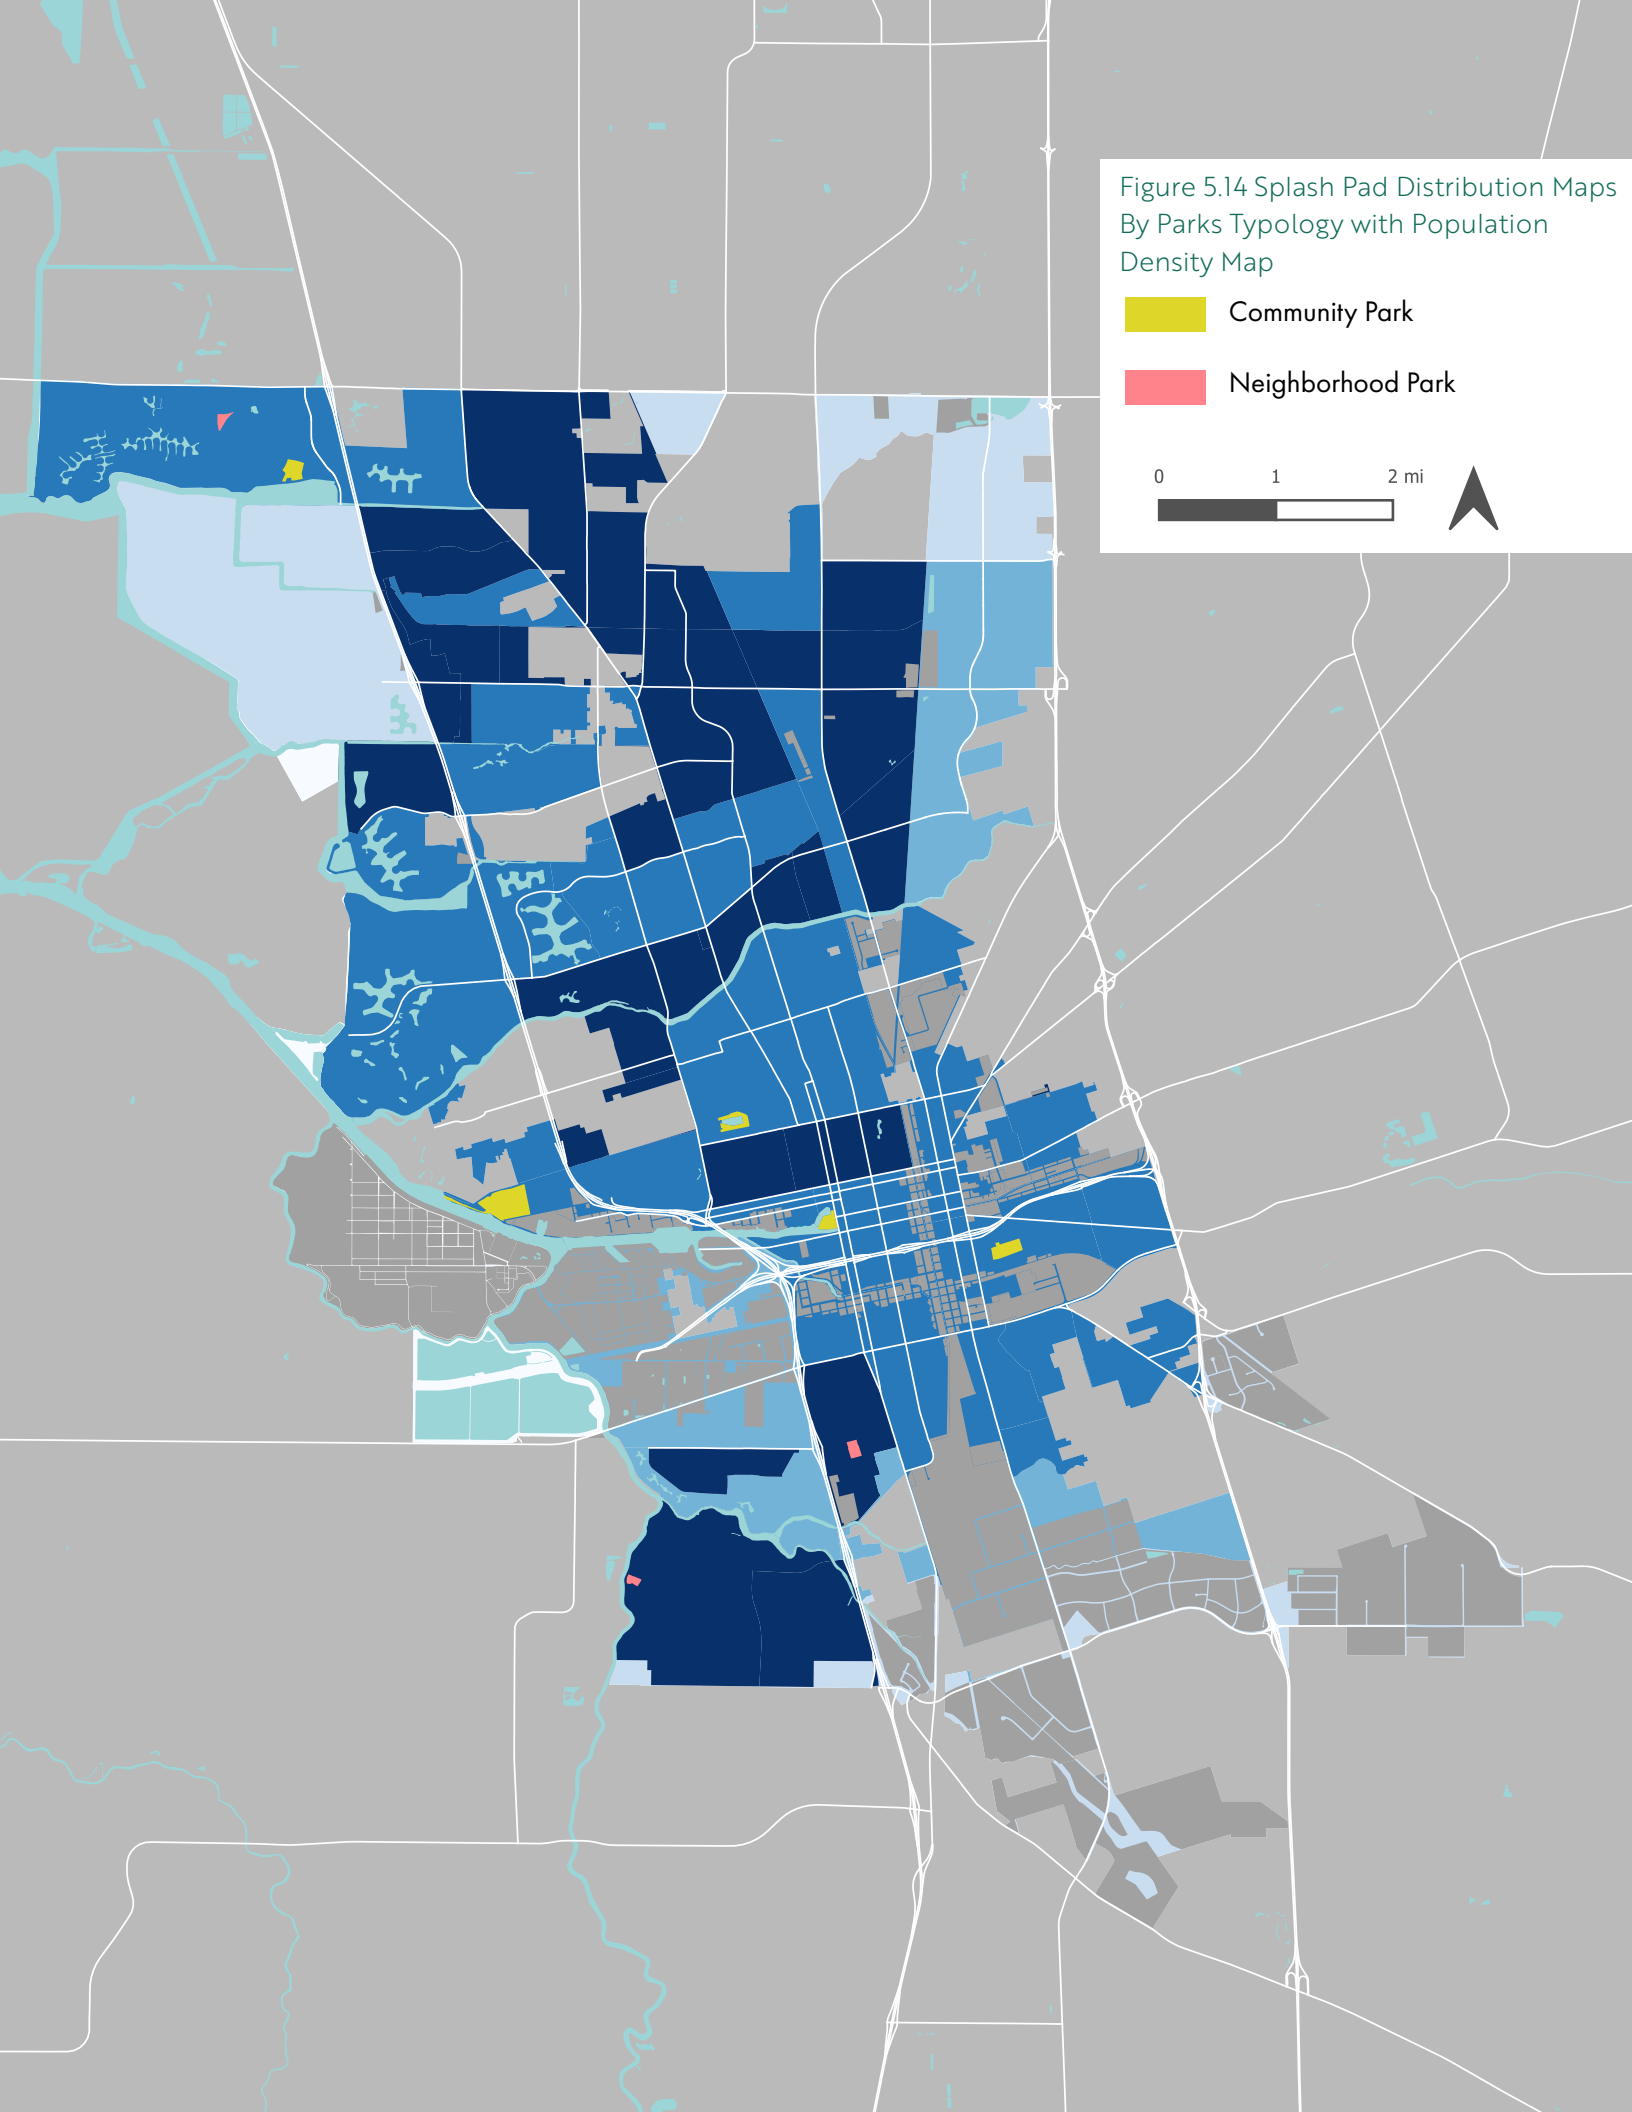 Figure 5.14 Splash Pad Distribution Maps
By Parks Typology with Population
Density Map
Community Park
Neighborhood Park
0 1 2 mi